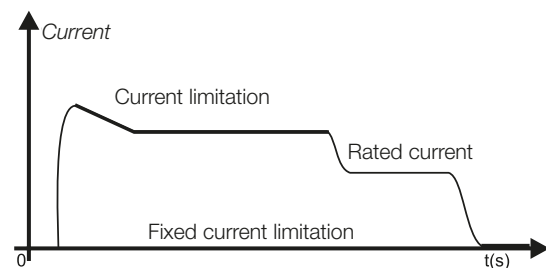 Current
Current limitation
Rated current
Fixed current limitation
0
t(s)